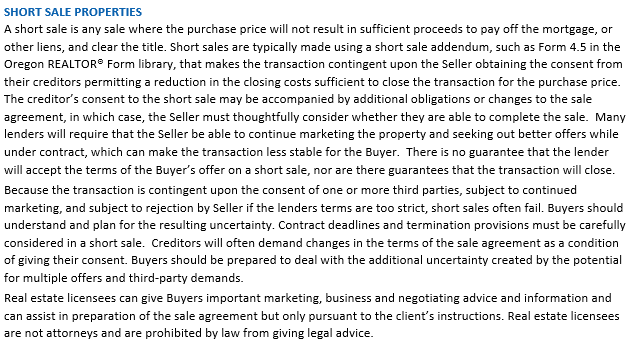 SHORT SALE PROPERTIES
A short sale is any sale where the purchase price will not result in sufficient proceeds to pay off the mortgage, or
other liens, and clear the title. Short sales are typically made using a short sale addendum, such as Form 4.5 in the
Oregon REALTOR® Form library, that makes the transaction contingent upon the Seller obtaining the consent from
their creditors permitting a reduction in the closing costs sufficient to close the transaction for the purchase price.
The creditor's consent to the short sale may be accompanied by additional obligations or changes to the sale
agreement, in which case, the Seller must thoughtfully consider whether they are able to complete the sale.  Many
lenders will require that the Seller be able to continue marketing the property and seeking out better offers while
under contract, which can make the transaction less stable for the Buyer.  There is no guarantee that the lender
will accept the terms of the Buyer's offer on a short sale, nor are there guarantees that the transaction will close.
Because the transaction is contingent upon the consent of one or more third parties, subject to continued
marketing, and subject to rejection by Seller if the lenders terms are too strict, short sales often fail. Buyers should
understand and plan for the resulting uncertainty. Contract deadlines and termination provisions must be carefully
considered in a short sale.  Creditors will often demand changes in the terms of the sale agreement as a condition
of giving their consent. Buyers should be prepared to deal with the additional uncertainty created by the potential
for multiple offers and third-party demands.
Real estate licensees can give Buyers important marketing, business and negotiating advice and information and
can assist in preparation of the sale agreement but only pursuant to the client's instructions. Real estate licensees
are not attorneys and are prohibited by law from giving legal advice.